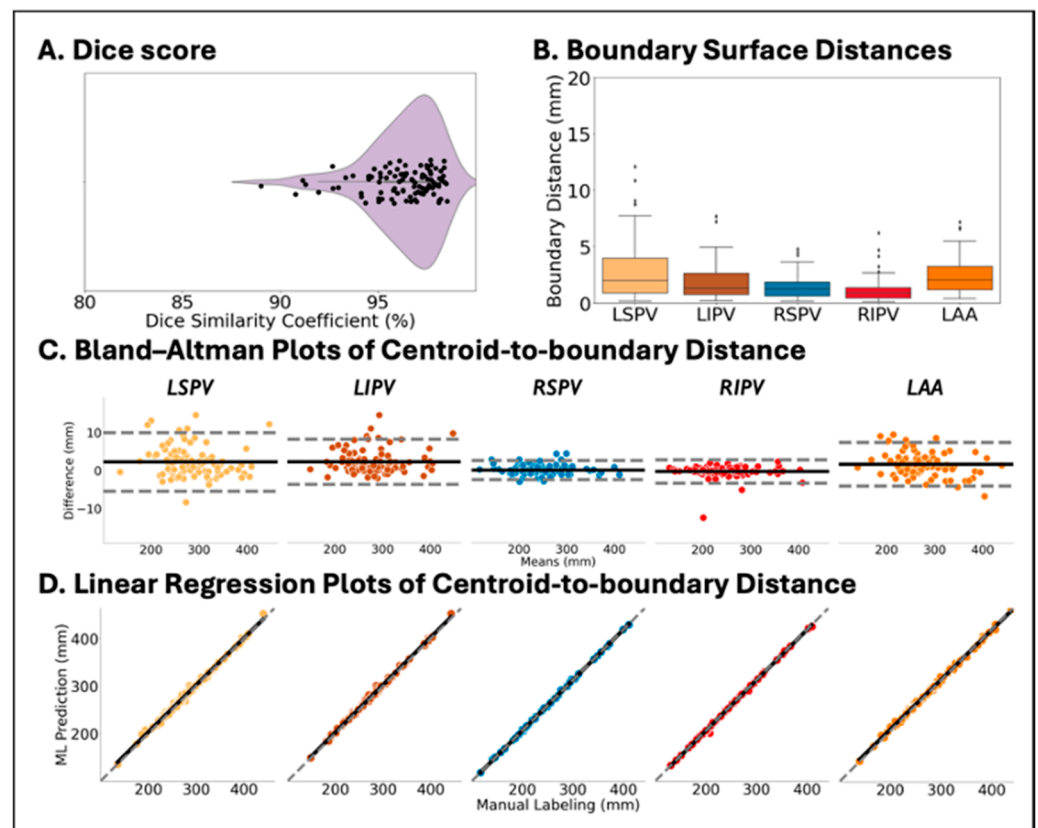 A. Dice score
80 85 90 95
Dice Similarity Coefficient (%)
B. Boundary Surface Distances
Boundary Distance (mm)
20
15
10
5
0
LSPV LIPV RSPV RIPV LAA
C. Bland–Altman Plots of Centroid-to-boundary Distance
LSPV LIPV RSPV RIPV LAA
Difference (mm)
10
0
−10
200 300 400 200 300 400 200 300 400 200 300 400 200 300 400
Means (mm)
D. Linear Regression Plots of Centroid-to-boundary Distance
ML Prediction (mm)
400
300
200
200 300 400 200 300 400 200 300 400 200 300 400 200 300 400
Manual Labeling (mm)